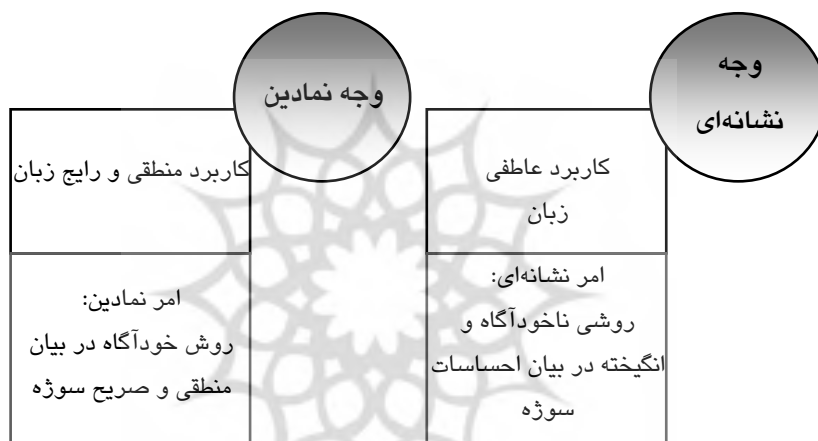 وجه
نشانه‌ای
کاربرد عاطفی
زبان
امر نشانه‌ای:
روشی ناخودآگاه و
انگیخته در بیان احساسات
سوژه
وجه نمادین
کاربرد منطقی و رایج زبان
امر نمادین:
روش خودآگاه در بیان
منطقی و صریح سوژه